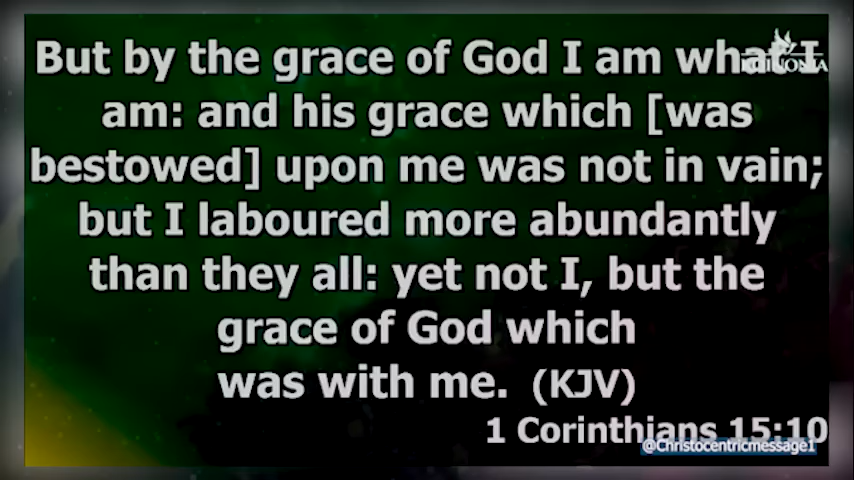 But by the grace of God I am what I
am: and his grace which [was
bestowed] upon me was not in vain;
but I laboured more abundantly
than they all: yet not I, but the
grace of God which
was with me. (KJV)
1 Corinthians 15:10
@Christocentricmessage1
KOINONIA